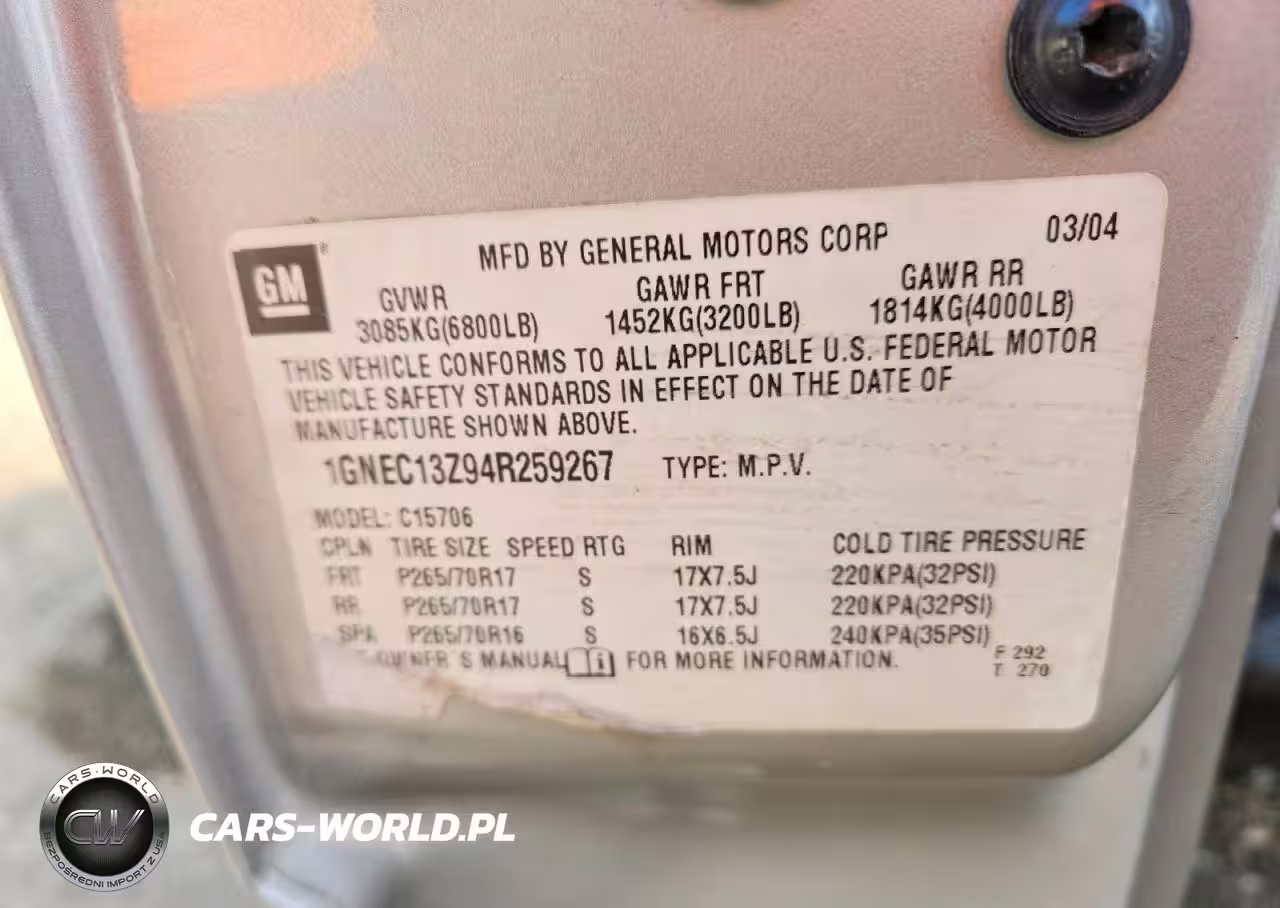 MFD BY GENERAL MOTORS CORP 03/04
GM®
GVWR GAWR FRT GAWR RR
3085KG(6800LB) 1452KG(3200LB) 1814KG(4000LB)
THIS VEHICLE CONFORMS TO ALL APPLICABLE U.S. FEDERAL MOTOR
VEHICLE SAFETY STANDARDS IN EFFECT ON THE DATE OF
MANUFACTURE SHOWN ABOVE.
1GNEC13Z94R259267 TYPE: M.P.V.
MODEL: C15706
CPLN TIRE SIZE SPEED RTG RIM COLD TIRE PRESSURE
FRT P265/70R17 S 17X7.5J 220KPA(32PSI)
RR P265/70R17 S 17X7.5J 220KPA(32PSI)
SPA P265/70R16 S 16X6.5J 240KPA(35PSI)
OWNER'S MANUAL FOR MORE INFORMATION.
F 292
T 270
CARS-WORLD
CW
BEZPOŚREDNI IMPORT Z USA
CARS-WORLD.PL